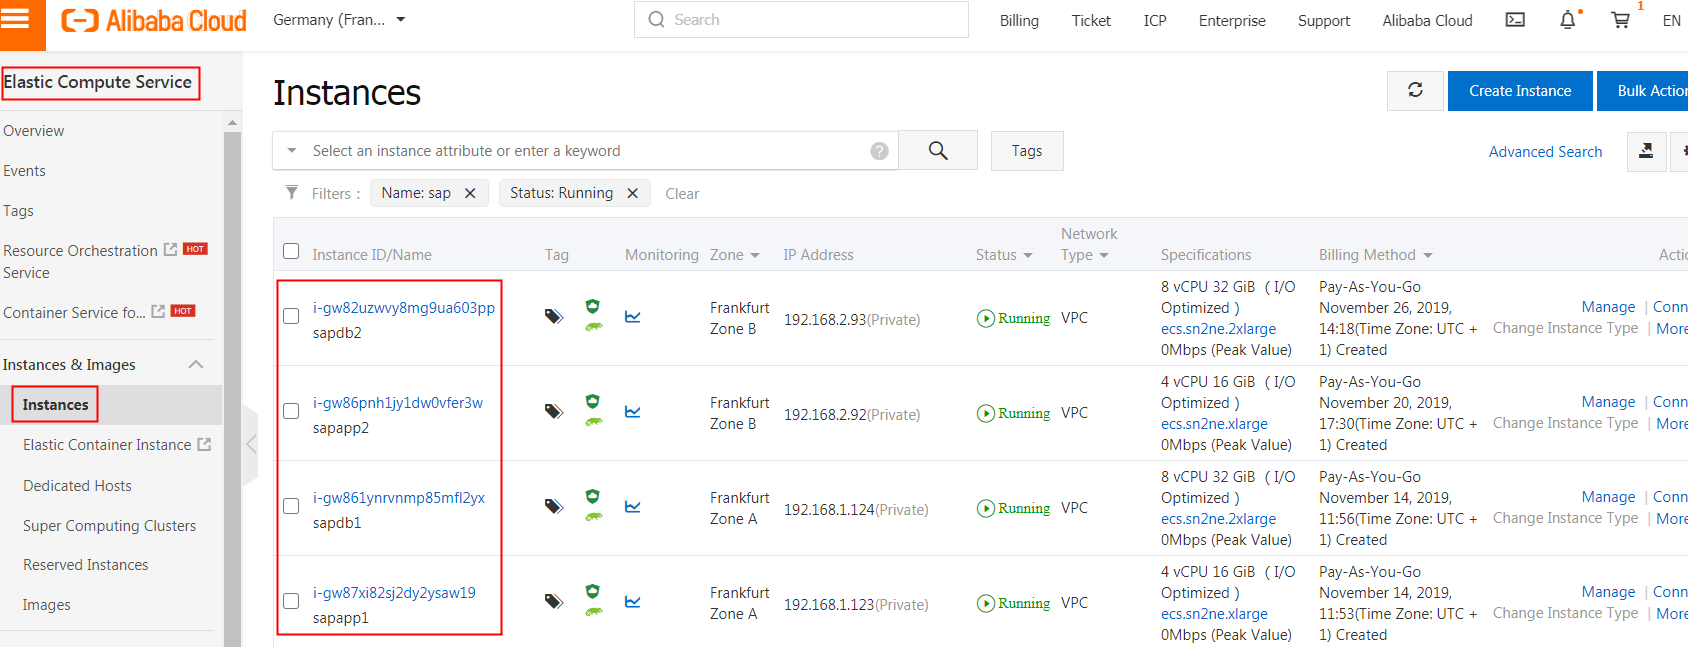 Alibaba Cloud
Germany (Fran...
Search
Billing
Ticket
ICP
Enterprise
Support
Alibaba Cloud
1
EN
Elastic Compute Service
Overview
Events
Tags
Resource Orchestration HOT
Service
Container Service fo... HOT
Instances & Images
Instances
Elastic Container Instance
Dedicated Hosts
Super Computing Clusters
Reserved Instances
Images
Instances
Create Instance
Bulk Action
Select an instance attribute or enter a keyword ?
Tags
Advanced Search
Filters :
Name: sap
Status: Running
Clear
Instance ID/Name
Tag
Monitoring
Zone
IP Address
Status
Network
Type
Specifications
Billing Method
Actio
i-gw82uzwvy8mg9ua603pp
sapdb2
Frankfurt
Zone B
192.168.2.93(Private)
Running
VPC
8 vCPU 32 GiB ( I/O
Optimized )
ecs.sn2ne.2xlarge
0Mbps (Peak Value)
Pay-As-You-Go
November 26, 2019,
14:18(Time Zone: UTC +
1) Created
Manage | Conn
Change Instance Type | More
i-gw86pnh1jy1dw0vfer3w
sapapp2
Frankfurt
Zone B
192.168.2.92(Private)
Running
VPC
4 vCPU 16 GiB ( I/O
Optimized )
ecs.sn2ne.xlarge
0Mbps (Peak Value)
Pay-As-You-Go
November 20, 2019,
17:30(Time Zone: UTC +
1) Created
Manage | Conn
Change Instance Type | More
i-gw861ynrvnmp85mfl2yx
sapdb1
Frankfurt
Zone A
192.168.1.124(Private)
Running
VPC
8 vCPU 32 GiB ( I/O
Optimized )
ecs.sn2ne.2xlarge
0Mbps (Peak Value)
Pay-As-You-Go
November 14, 2019,
11:56(Time Zone: UTC +
1) Created
Manage | Conn
Change Instance Type | More
i-gw87xi82sj2dy2ysaw19
sapapp1
Frankfurt
Zone A
192.168.1.123(Private)
Running
VPC
4 vCPU 16 GiB ( I/O
Optimized )
ecs.sn2ne.xlarge
0Mbps (Peak Value)
Pay-As-You-Go
November 14, 2019,
11:53(Time Zone: UTC +
1) Created
Manage | Conn
Change Instance Type | More